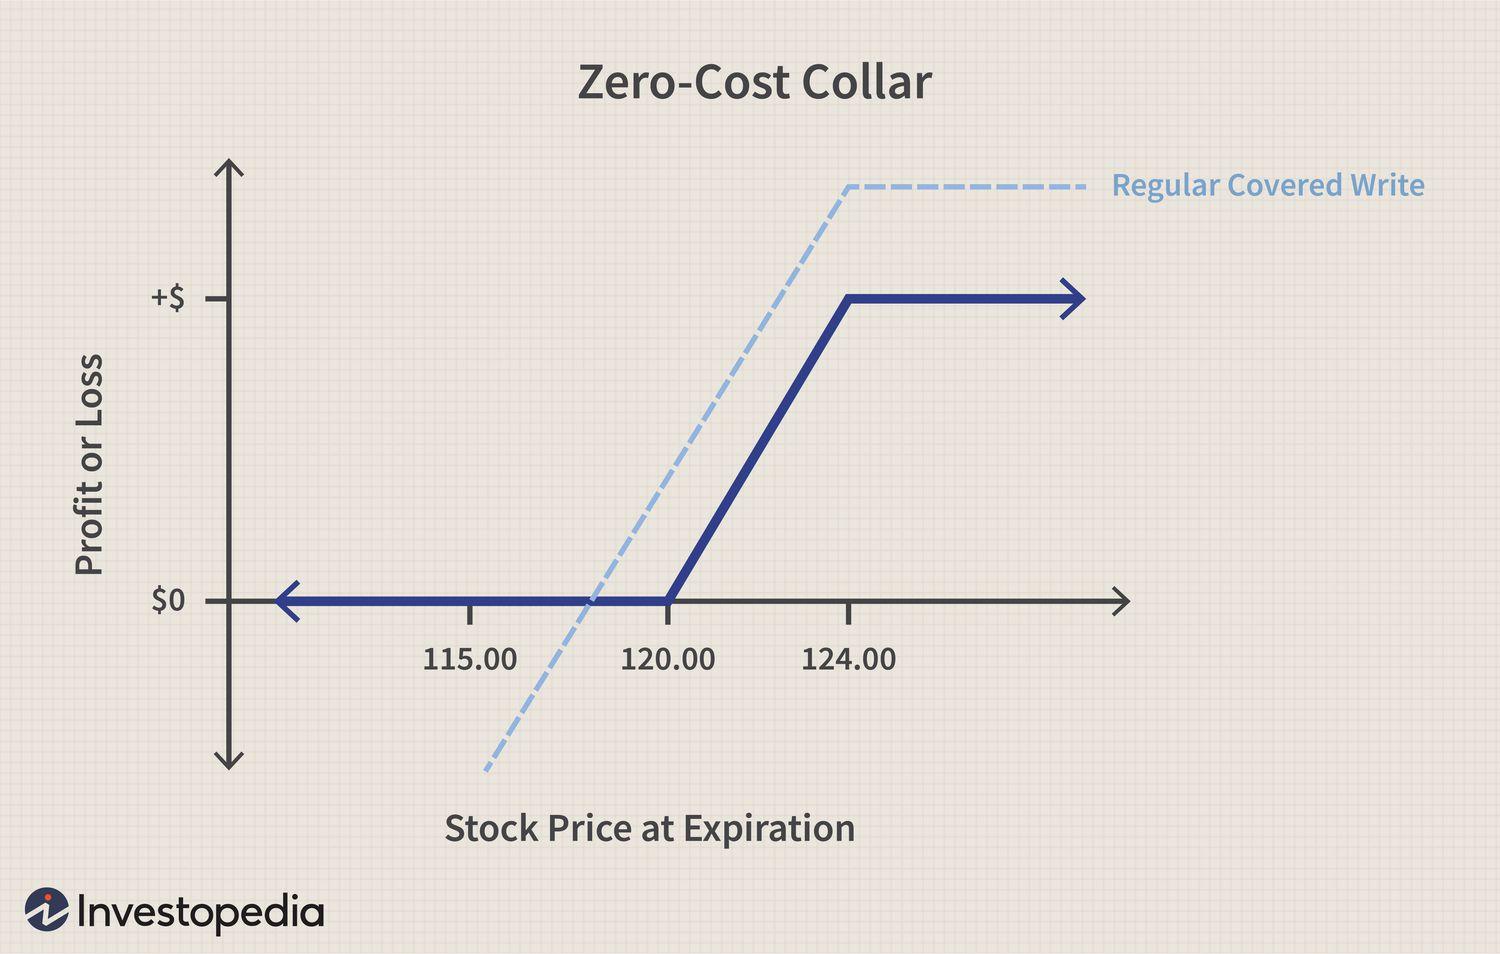 Zero-Cost Collar
Regular Covered Write
+$
Profit or Loss
$0
115.00
120.00
124.00
Stock Price at Expiration
Investopedia